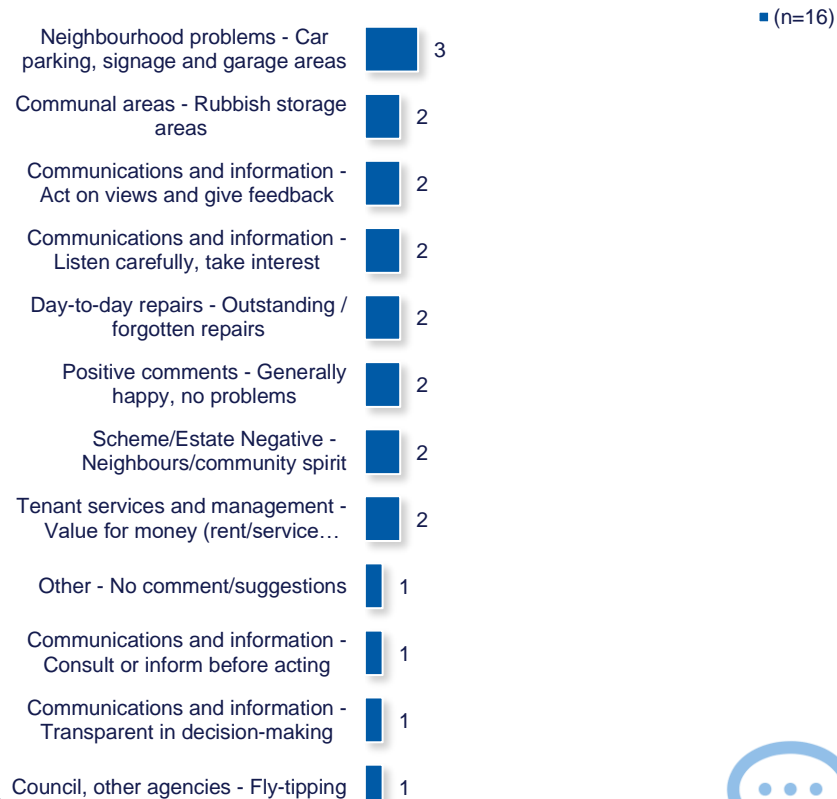 (n=16)
Neighbourhood problems - Car
parking, signage and garage areas
3
Communal areas - Rubbish storage
areas
2
Communications and information -
Act on views and give feedback
2
Communications and information -
Listen carefully, take interest
2
Day-to-day repairs - Outstanding /
forgotten repairs
2
Positive comments - Generally
happy, no problems
2
Scheme/Estate Negative -
Neighbours/community spirit
2
Tenant services and management -
Value for money (rent/service…
2
Other - No comment/suggestions
1
Communications and information -
Consult or inform before acting
1
Communications and information -
Transparent in decision-making
1
Council, other agencies - Fly-tipping
1